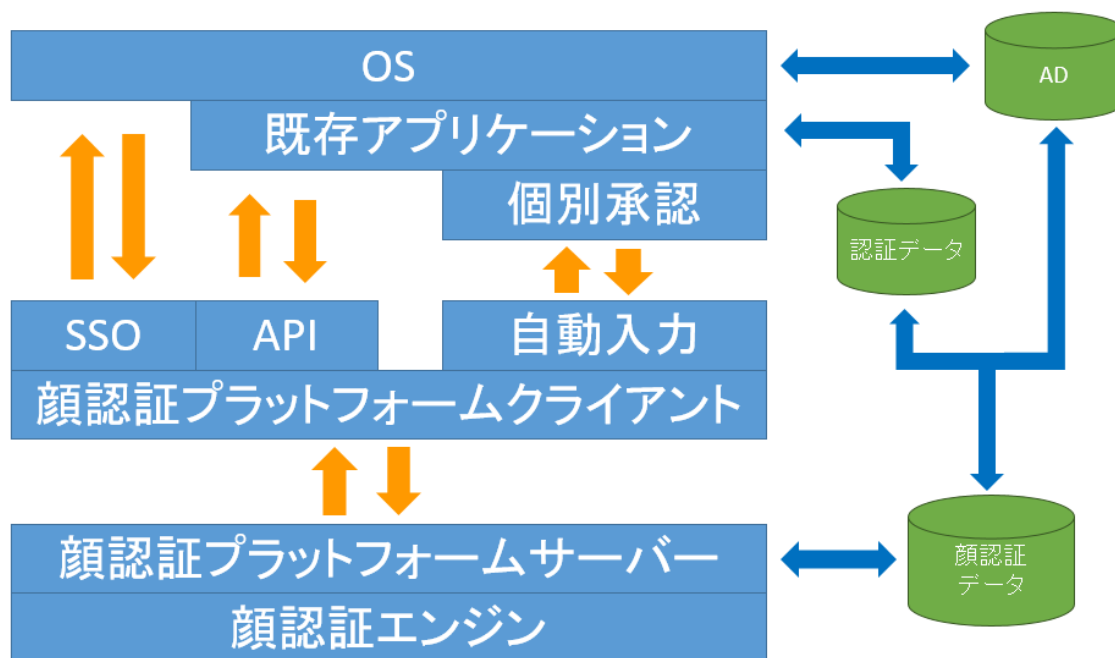 OS
AD
既存アプリケーション
個別承認
認証データ
SSO
API
自動入力
顔認証プラットフォームクライアント
顔認証プラットフォームサーバー
顔認証
データ
顔認証エンジン